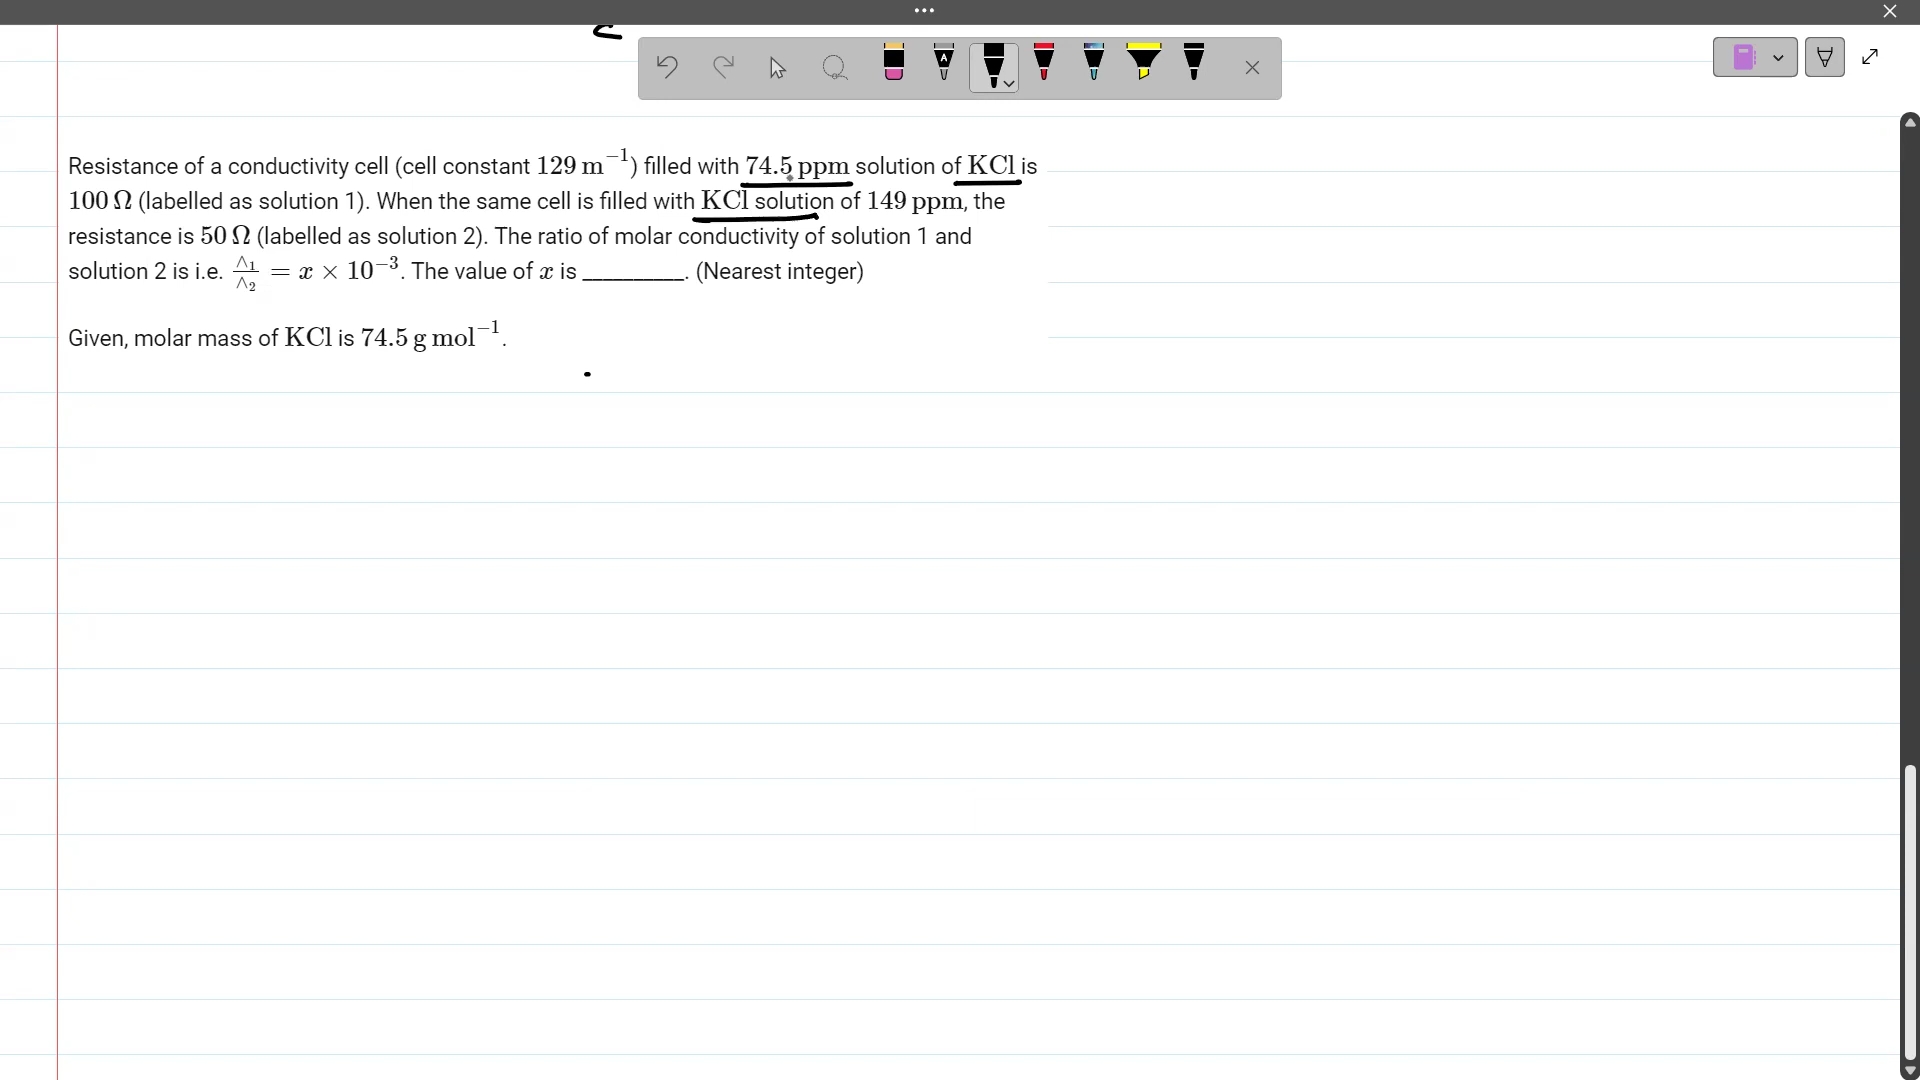 Resistance of a conductivity cell (cell constant 129 m⁻¹) filled with 74.5 ppm solution of KCl is
100 Ω (labelled as solution 1). When the same cell is filled with KCl solution of 149 ppm, the
resistance is 50 Ω (labelled as solution 2). The ratio of molar conductivity of solution 1 and
solution 2 is i.e. ∧₁/∧₂ = x × 10⁻³. The value of x is __________. (Nearest integer)
Given, molar mass of KCl is 74.5 g mol⁻¹.